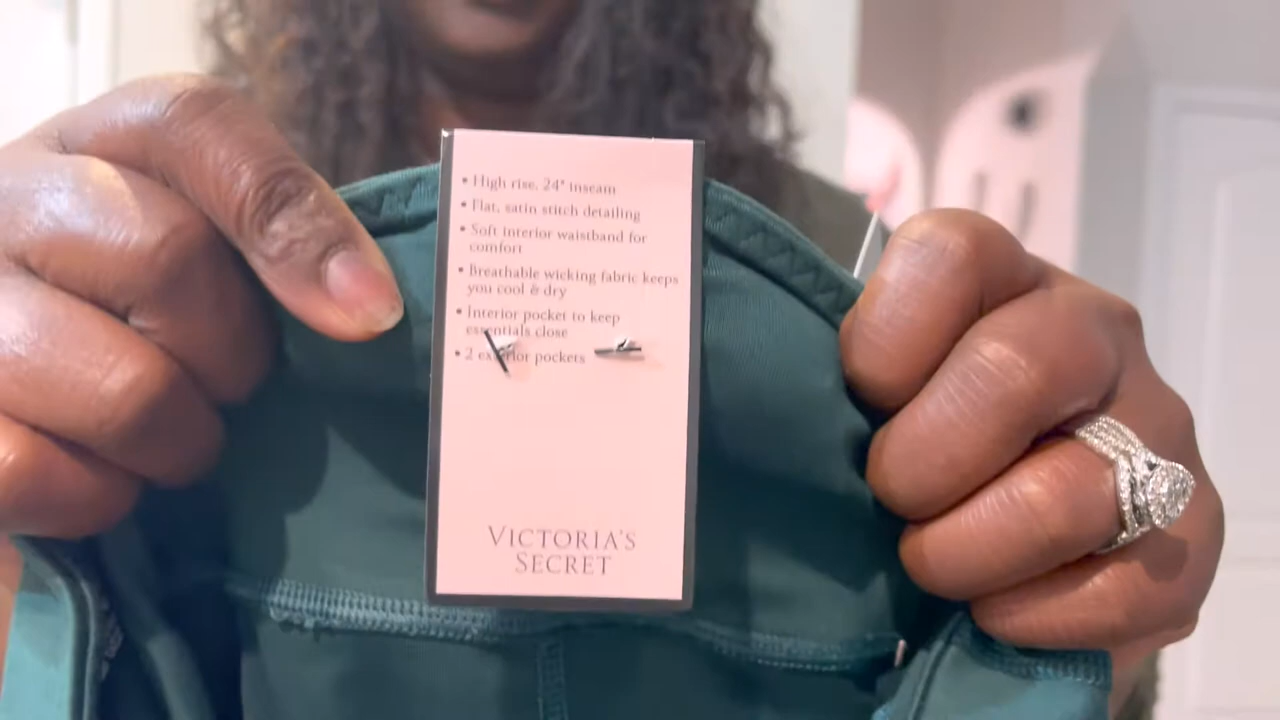 • High rise, 24" inseam
• Flat, satin stitch detailing
• Soft interior waistband for
comfort
• Breathable wicking fabric keeps
you cool & dry
• Interior pocket to keep
essentials close
• 2 exterior pockets
VICTORIA'S
SECRET